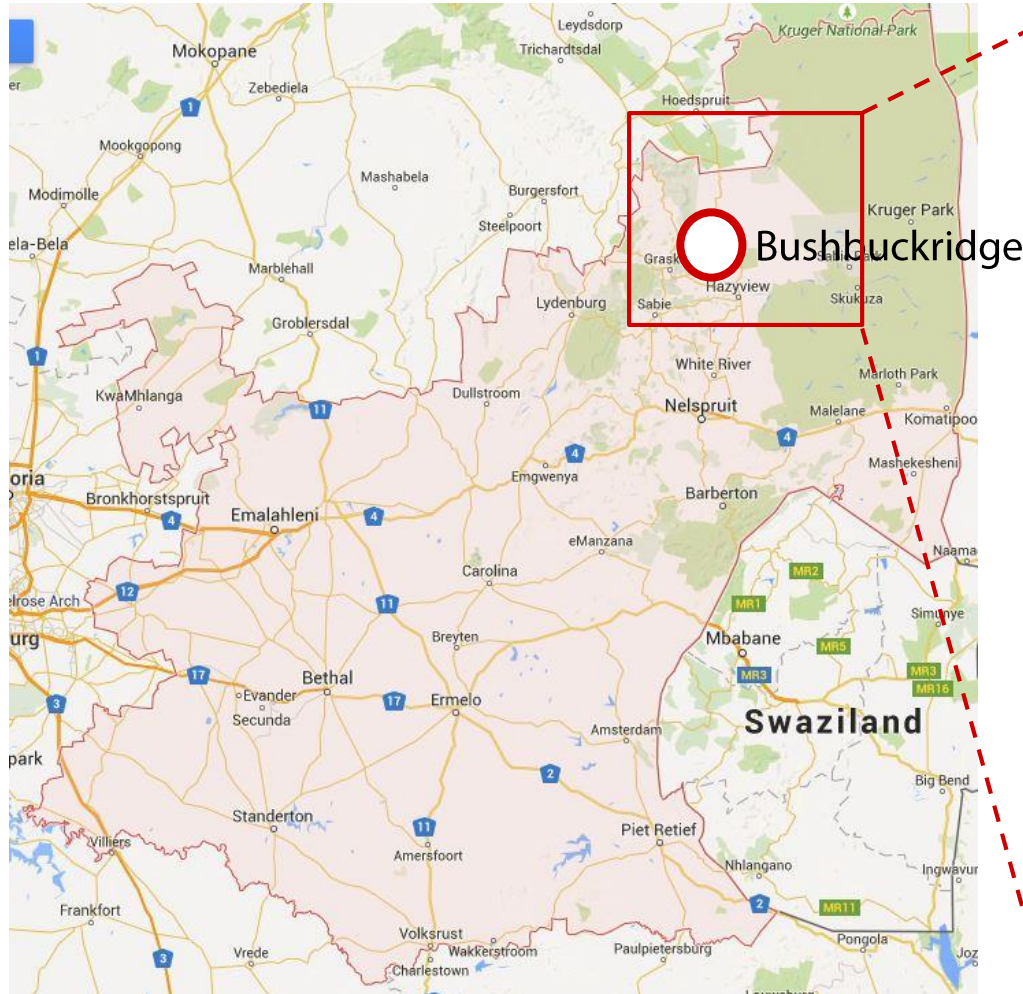 Leydsdorp
Kruger National Park
Mokopane
Trichardtsdal
er
Zebediela
Hoedspruit
1
Mookgopong
Mashabela
Modimolle
Burgersfort
Steelpoort
Kruger Park
ela-Bela
Bushbuckridge
Marblehall
Grask
Hazyview
Skukuza
Lydenburg
Sabie
Groblersdal
1
White River
Marloth Park
KwaMhlanga
Dullstroom
11
Nelspruit
Malelane
Komatipoo
4
4
Mashekesheni
oria
Emgwenya
Bronkhorstspruit
Barberton
4
Emalahleni
4
eManzana
Naama
Carolina
MR2
12
elrose Arch
11
MR1
Simunye
urg
Breyten
Mbabane
MR5
17
Bethal
MR3
MR3
Evander
17
Ermelo
MR16
3
Secunda
Swaziland
Amsterdam
park
2
Big Bend
Standerton
11
Piet Retief
Villiers
Amersfoort
Nhlangano
Ingwavur
2
MR11
Frankfort
Volksrust
Pongola
Vrede
Wakkerstroom
Paulpietersburg
Joz
3
Charlestown